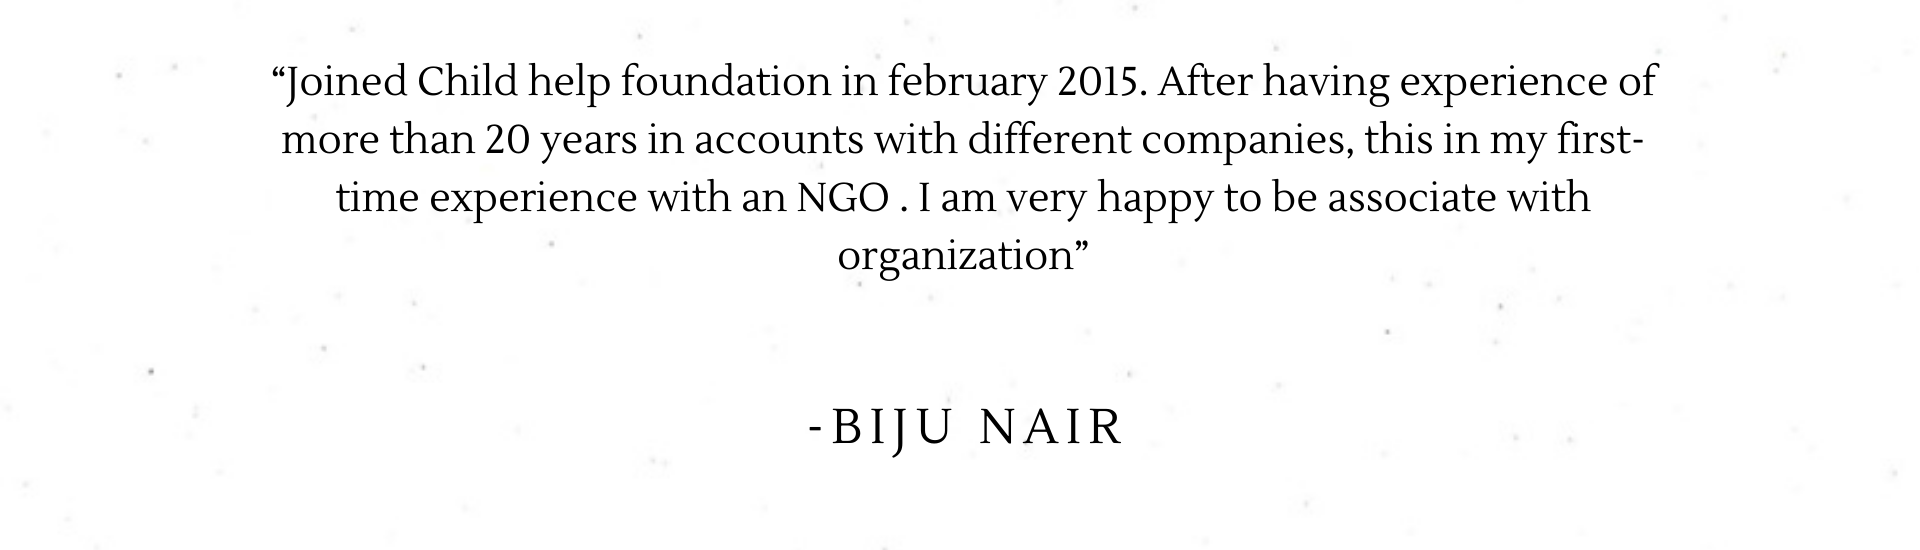 “Joined Child help foundation in february 2015. After having experience of
more than 20 years in accounts with different companies, this in my first-
time experience with an NGO . I am very happy to be associate with
organization”
-BIJU NAIR